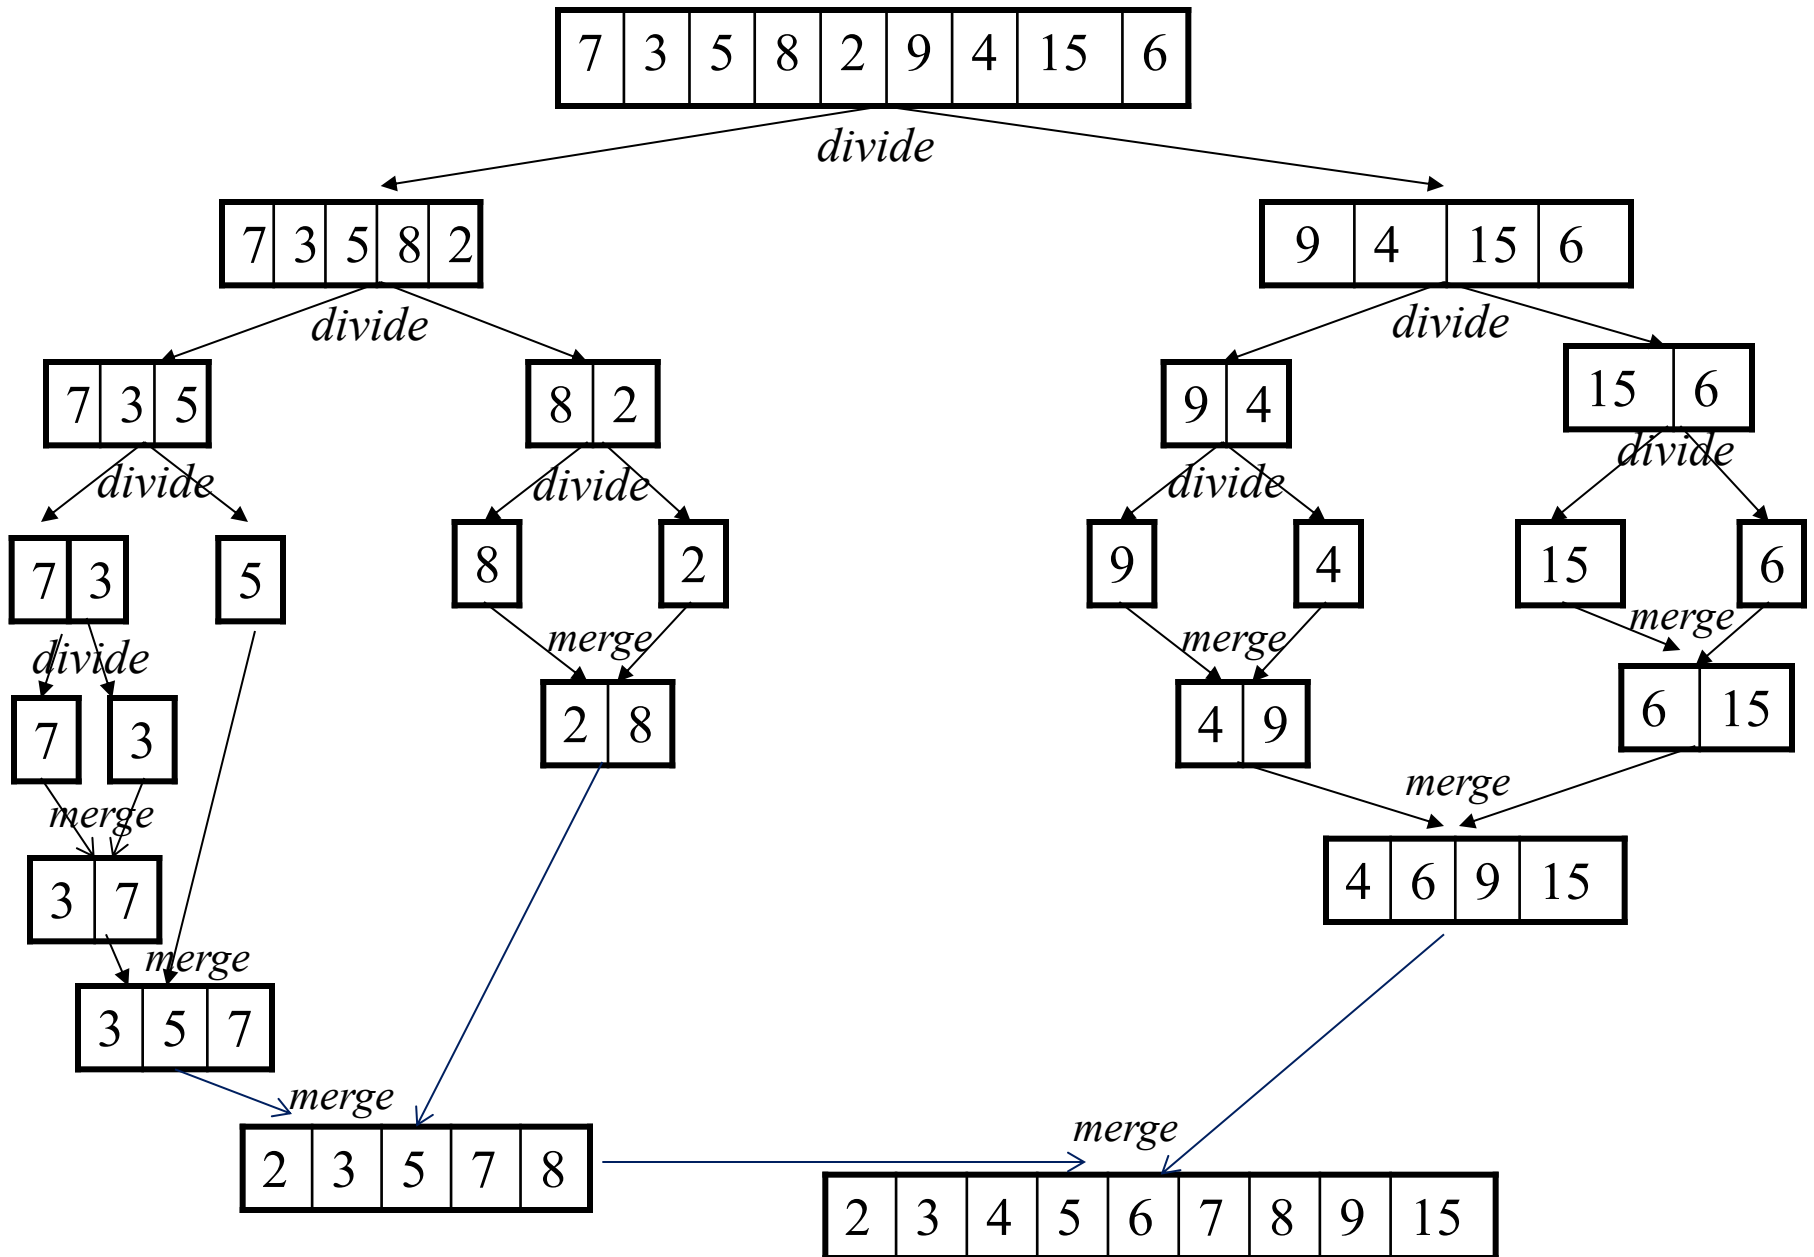 7 3 5 8 2 9 4 15 6
divide
7 3 5 8 2
9 4 15 6
divide
divide
7 3 5
8 2
9 4
15 6
divide
divide
divide
divide
7 3
5
8
2
9
4
15
6
divide
merge
merge
merge
7
3
2 8
4 9
6 15
merge
merge
3 7
4 6 9 15
merge
3 5 7
merge
2 3 5 7 8
merge
2 3 4 5 6 7 8 9 15